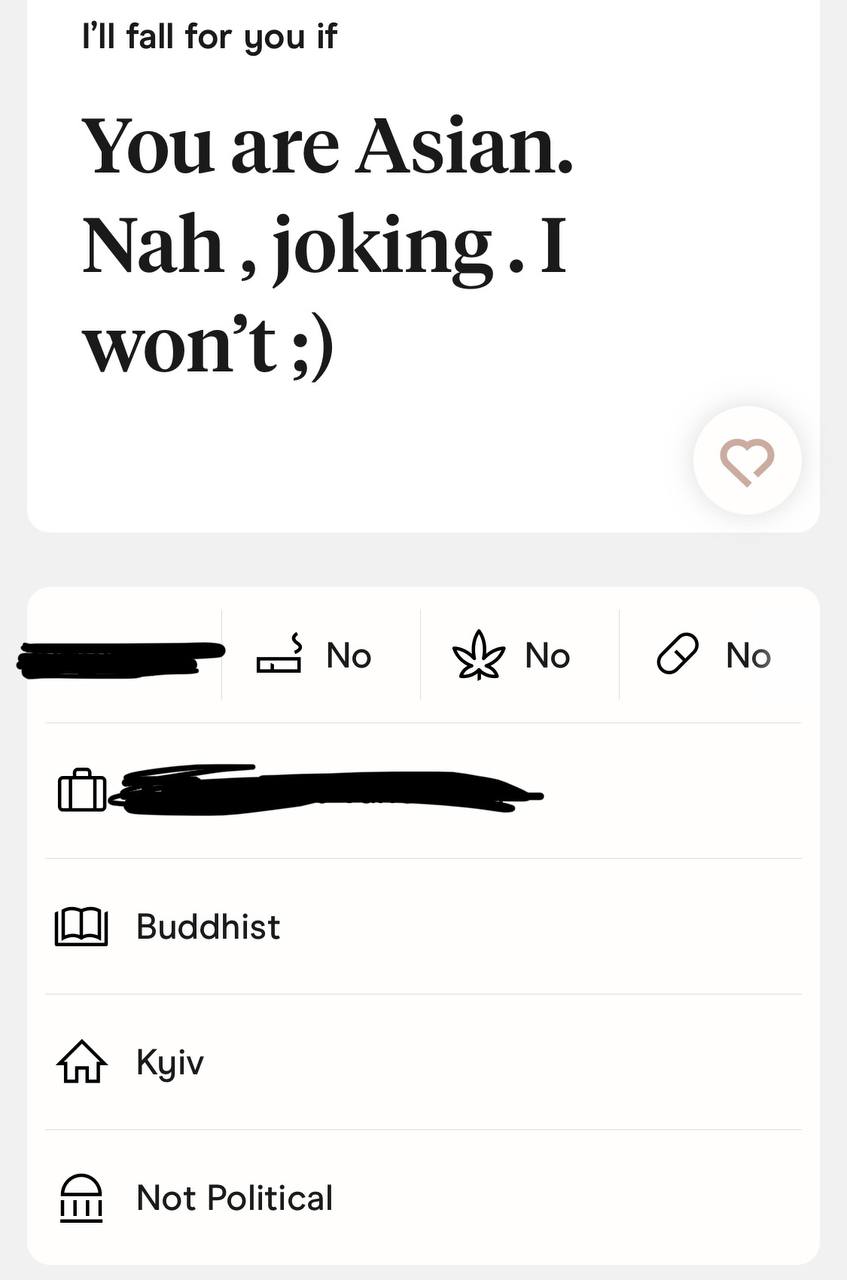 I’ll fall for you if
You are Asian.
Nah , joking . I
won’t ;)
No
No
No
Buddhist
Kyiv
Not Political